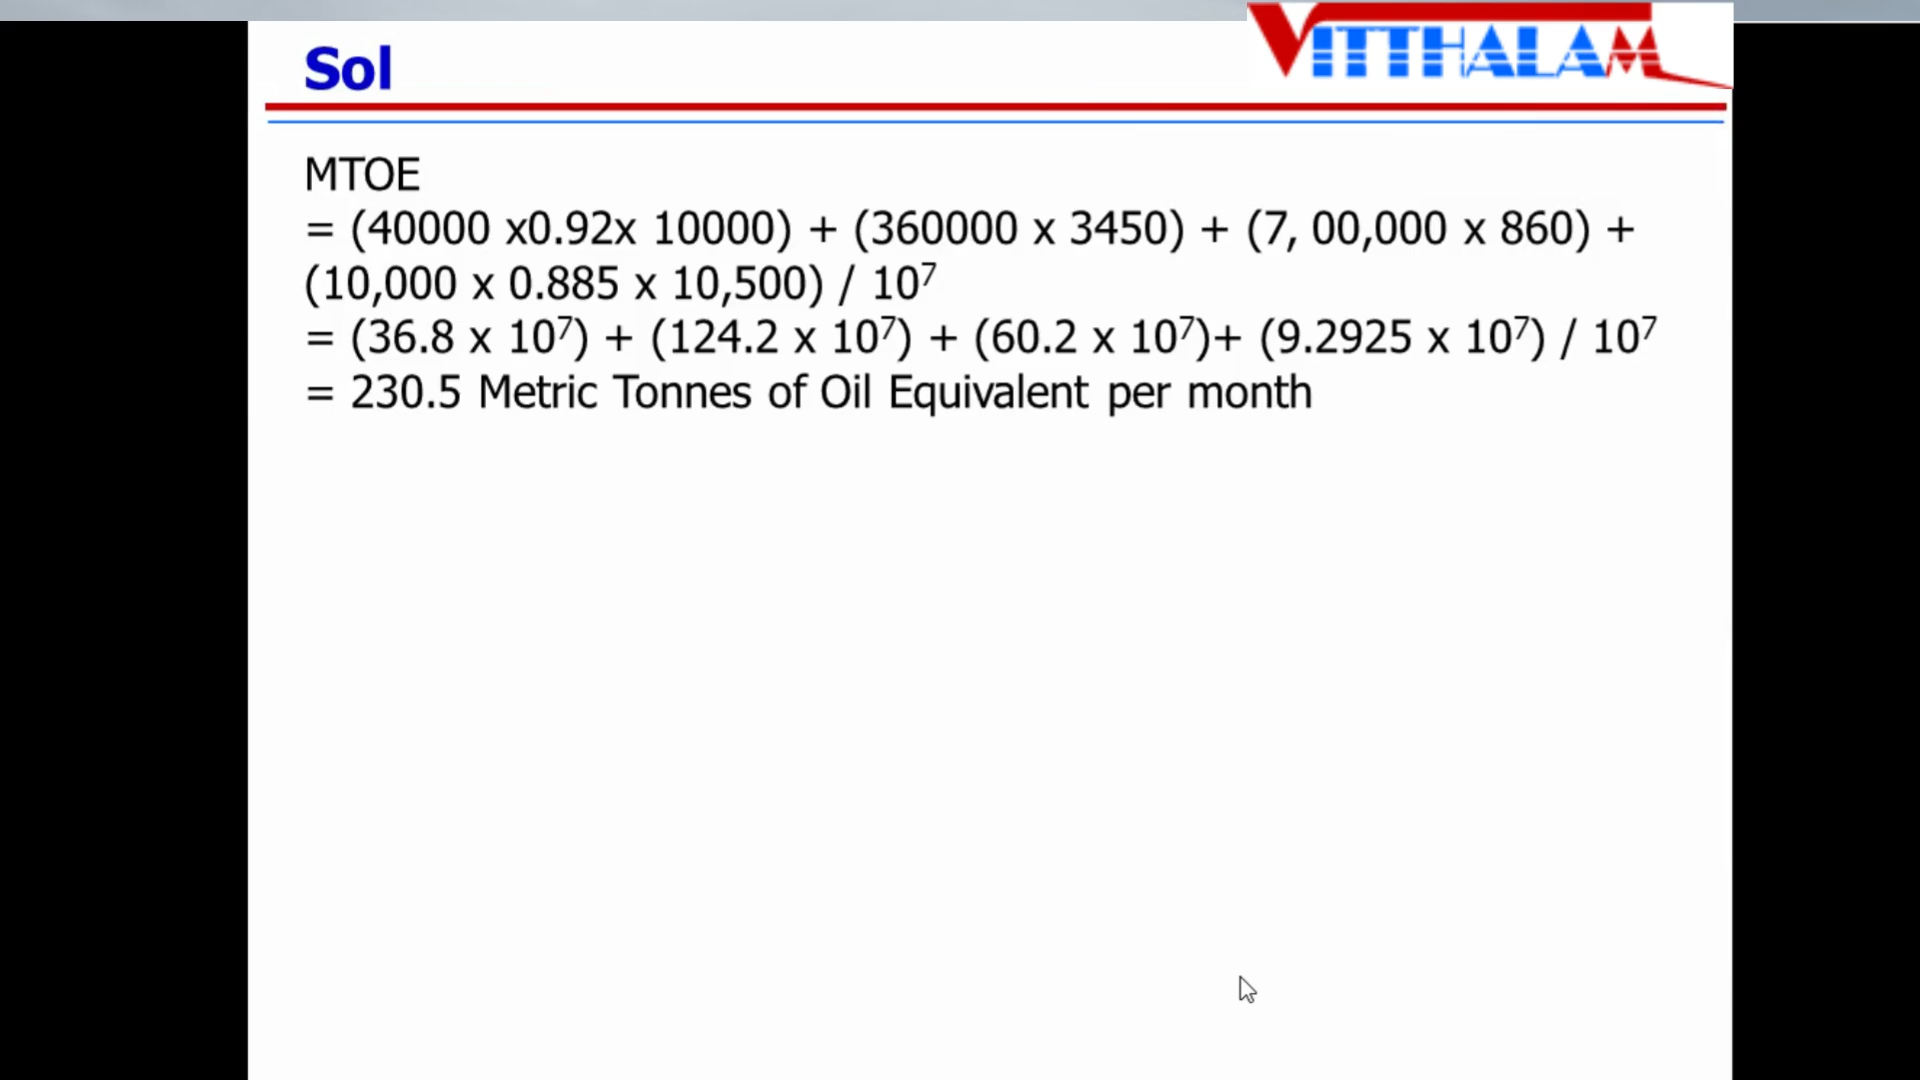 Sol
VITTHALAM
MTOE
= (40000 x0.92x 10000) + (360000 x 3450) + (7, 00,000 x 860) +
(10,000 x 0.885 x 10,500) / 10⁷
= (36.8 x 10⁷) + (124.2 x 10⁷) + (60.2 x 10⁷)+ (9.2925 x 10⁷) / 10⁷
= 230.5 Metric Tonnes of Oil Equivalent per month